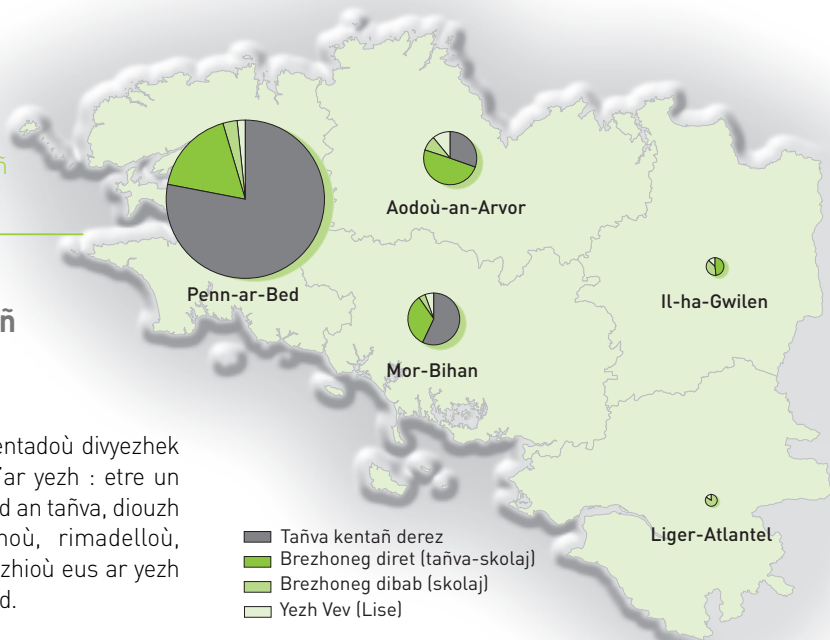 ñ
Aodoù-an-Arvor
Penn-ar-Bed
Il-ha-Gwilen
ñ
Mor-Bihan
entadoù divyezhek
'ar yezh : etre un
d an tañva, diouzh
noù, rimadelloù,
zhioù eus ar yezh
d.
Liger-Atlantel
Tañva kentañ derez
Brezhoneg diret (tañva-skolaj)
Brezhoneg dibab (skolaj)
Yezh Vev (Lise)